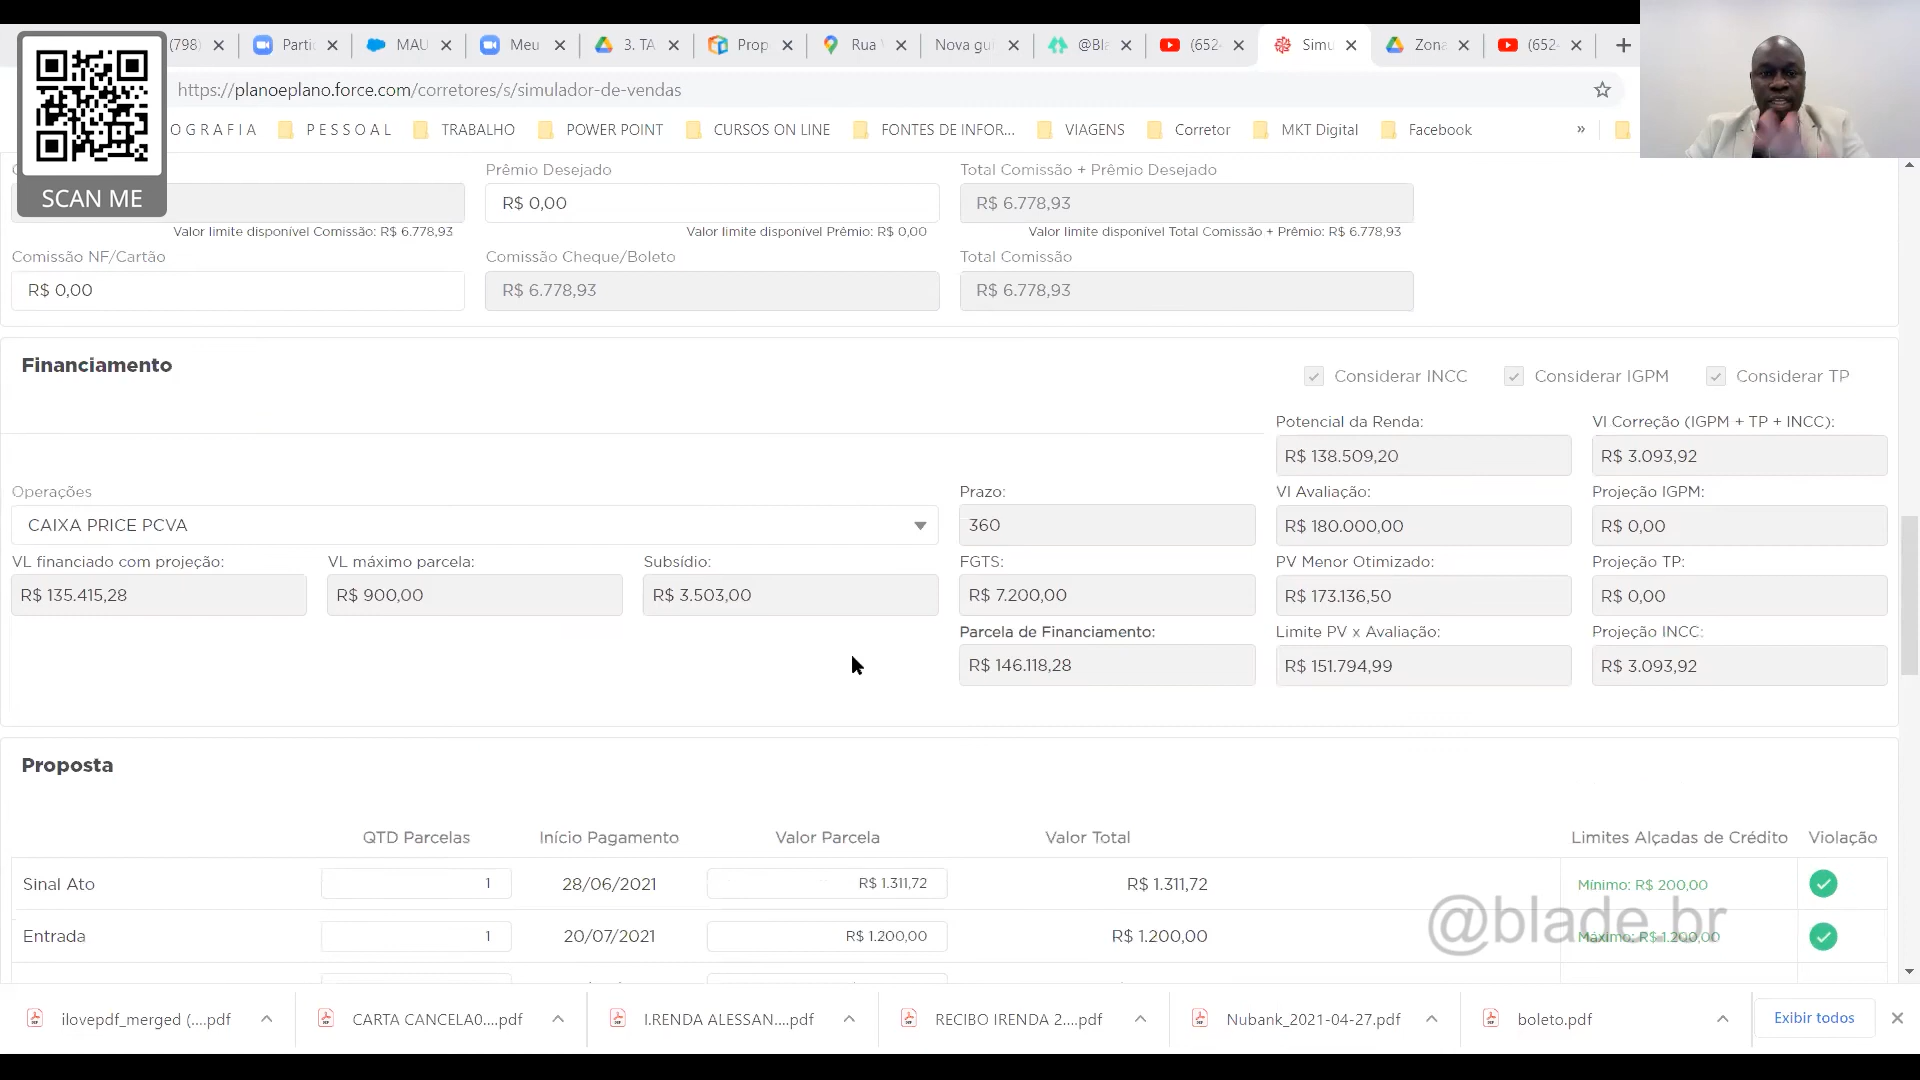 (798)
Parti
MAU
Meu
3. TA
Prop
Rua
Nova gui
@Bla
(652
Simu
Zona
(652
https://planoeplano.force.com/corretores/s/simulador-de-vendas
SCAN ME
O G R A F I A
P E S S O A L
TRABALHO
POWER POINT
CURSOS ON LINE
FONTES DE INFOR...
VIAGENS
Corretor
MKT Digital
Facebook
»
Prêmio Desejado
Total Comissão + Prêmio Desejado
R$ 0,00
R$ 6.778,93
Valor limite disponível Comissão: R$ 6.778,93
Valor limite disponível Prêmio: R$ 0,00
Valor limite disponível Total Comissão + Prêmio: R$ 6.778,93
Comissão NF/Cartão
Comissão Cheque/Boleto
Total Comissão
R$ 0,00
R$ 6.778,93
R$ 6.778,93
Financiamento
Considerar INCC
Considerar IGPM
Considerar TP
Potencial da Renda:
VI Correção (IGPM + TP + INCC):
R$ 138.509,20
R$ 3.093,92
Operações
Prazo:
VI Avaliação:
Projeção IGPM:
CAIXA PRICE PCVA
360
R$ 180.000,00
R$ 0,00
VL financiado com projeção:
VL máximo parcela:
Subsídio:
FGTS:
PV Menor Otimizado:
Projeção TP:
R$ 135.415,28
R$ 900,00
R$ 3.503,00
R$ 7.200,00
R$ 173.136,50
R$ 0,00
Parcela de Financiamento:
Limite PV x Avaliação:
Projeção INCC:
R$ 146.118,28
R$ 151.794,99
R$ 3.093,92
Proposta
QTD Parcelas
Início Pagamento
Valor Parcela
Valor Total
Limites Alçadas de Crédito
Violação
Sinal Ato
1
28/06/2021
R$ 1.311,72
R$ 1.311,72
Mínimo: R$ 200,00
Entrada
1
20/07/2021
R$ 1.200,00
R$ 1.200,00
Máximo: R$ 1.200,00
@blade.br
ilovepdf_merged (....pdf
CARTA CANCELA0....pdf
I.RENDA ALESSAN....pdf
RECIBO IRENDA 2....pdf
Nubank_2021-04-27.pdf
boleto.pdf
Exibir todos